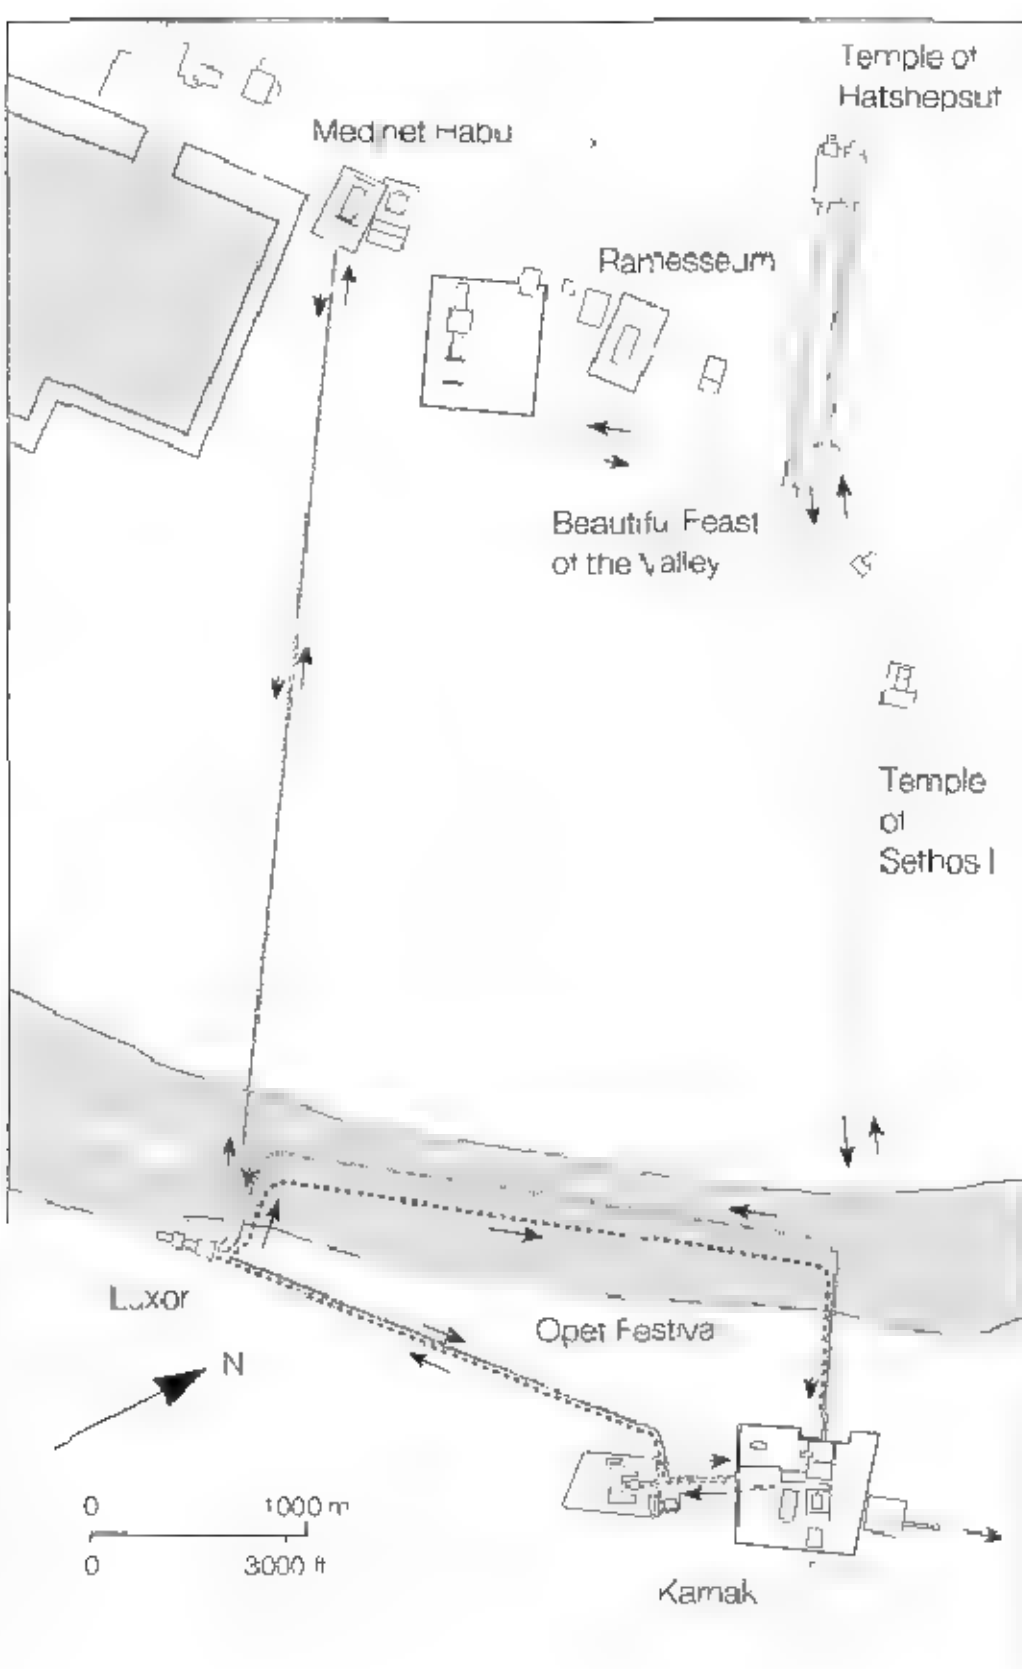 Temple of
Hatshepsut
Medinet Habu
Ramesseum
Beautiful Feast
of the Valley
Temple
of
Sethos I
Luxor
Opet Festival
N
0 1000 m
0 3000 ft
Karnak